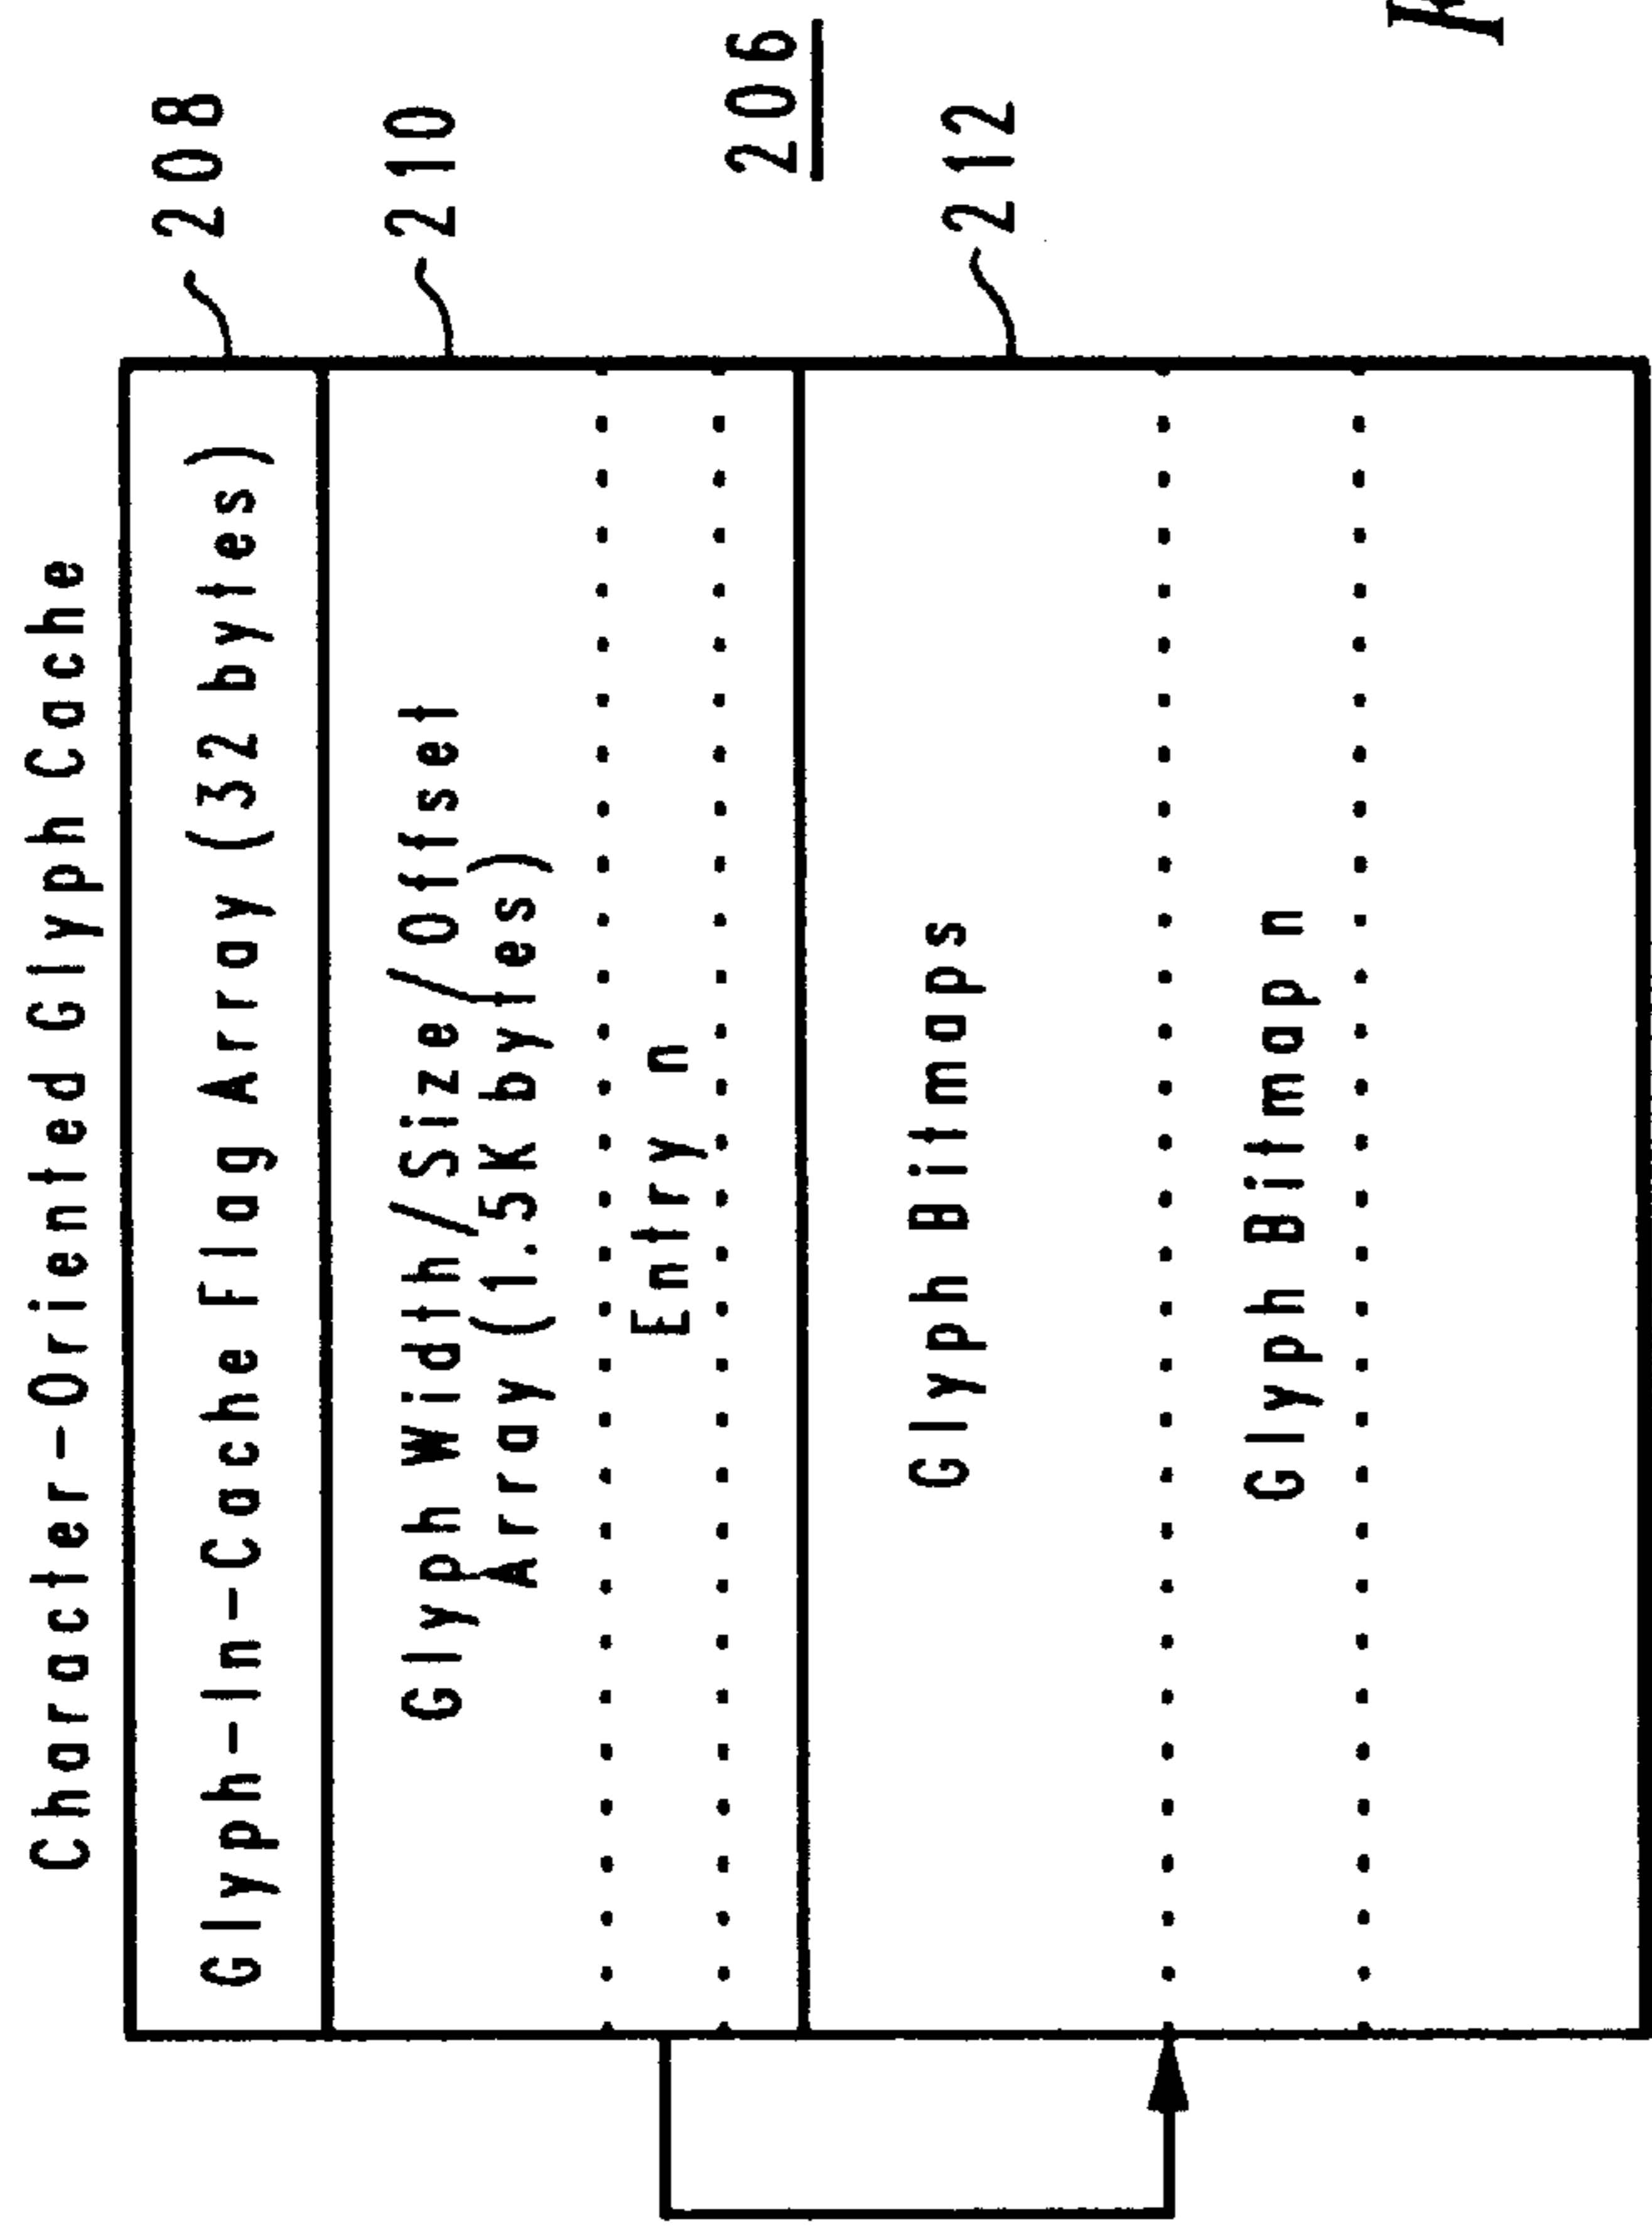 Character-Oriented Glyph Cache
Glyph-In-Cache Flag Array (32 bytes)
208
Glyph Width/Size/Offset
Array (1.5K bytes)
210
Entry n
206
Glyph Bitmaps
212
Glyph Bitmap n